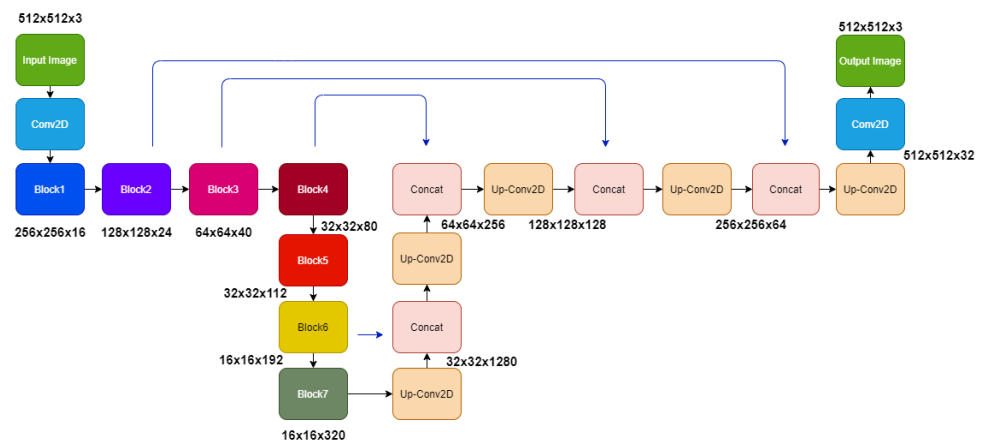 512x512x3
Input Image
Conv2D
Block1
256x256x16
Block2
128x128x24
Block3
64x64x40
Block4
32x32x80
Block5
32x32x112
Block6
16x16x192
Block7
16x16x320
Up-Conv2D
32x32x1280
Concat
Up-Conv2D
Concat
64x64x256
Up-Conv2D
128x128x128
Concat
Up-Conv2D
256x256x64
Concat
Up-Conv2D
512x512x32
Conv2D
Output Image
512x512x3